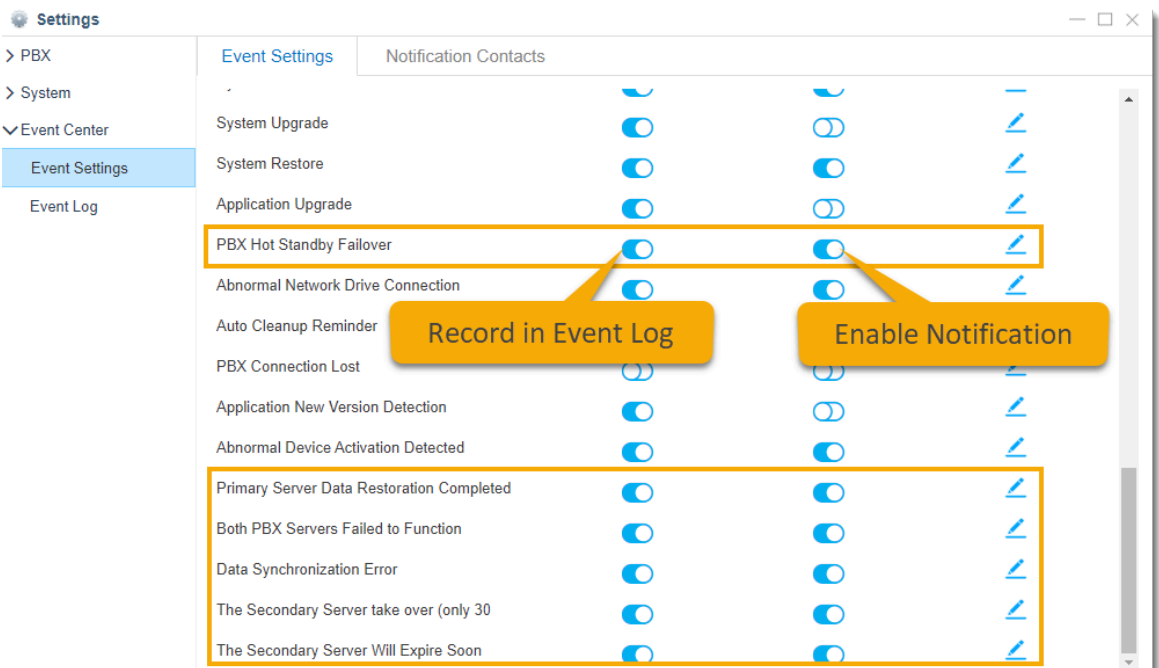 Settings
PBX
Event Settings
Notification Contacts
System
Event Center
System Upgrade
Event Settings
System Restore
Event Log
Application Upgrade
PBX Hot Standby Failover
Abnormal Network Drive Connection
Auto Cleanup Reminder
Record in Event Log
Enable Notification
PBX Connection Lost
Application New Version Detection
Abnormal Device Activation Detected
Primary Server Data Restoration Completed
Both PBX Servers Failed to Function
Data Synchronization Error
The Secondary Server take over (only 30
The Secondary Server Will Expire Soon